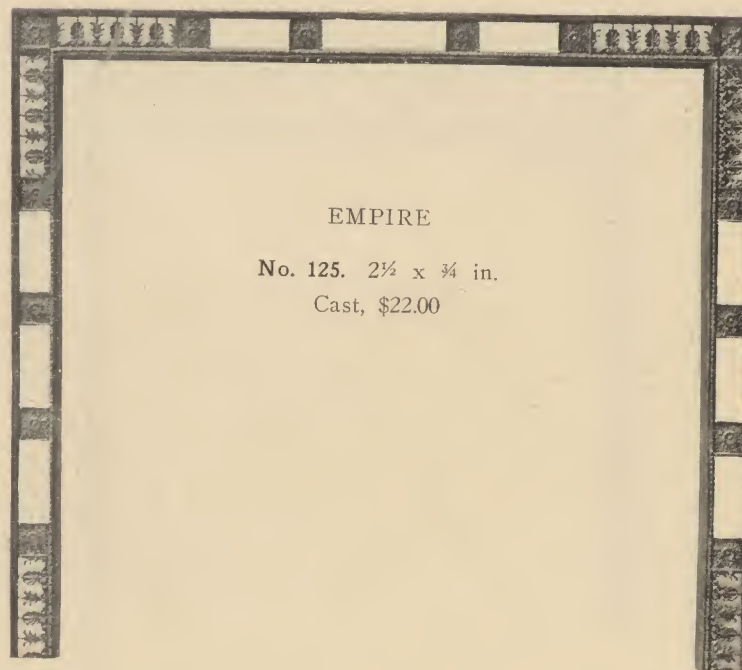 EMPIRE
No. 125. 2½ x ¾ in.
Cast, $22.00